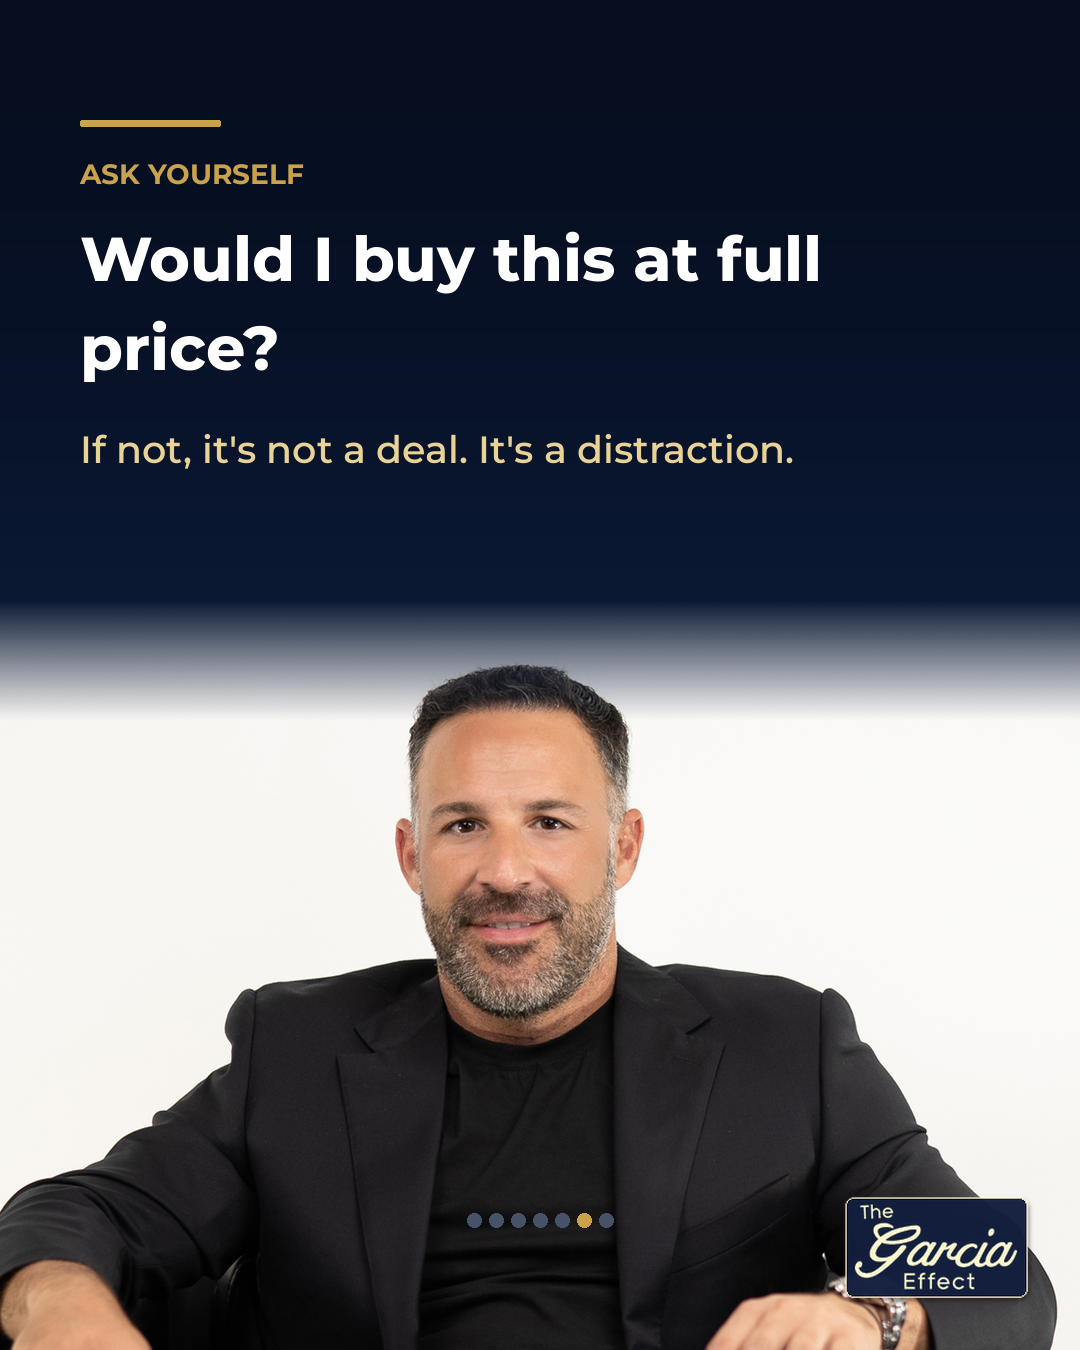 ASK YOURSELF
Would I buy this at full
price?
If not, it's not a deal. It's a distraction.
The
Garcia
Effect